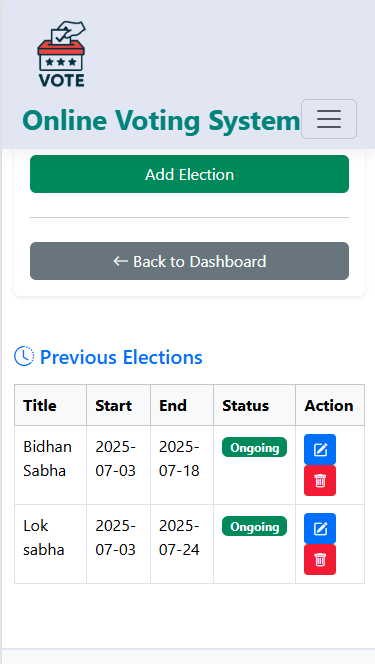 VOTE
Online Voting System
Add Election
← Back to Dashboard
Previous Elections
Title Start End Status Action
Bidhan 2025- 2025- Ongoing
Sabha 07-03 07-18
Lok 2025- 2025- Ongoing
sabha 07-03 07-24